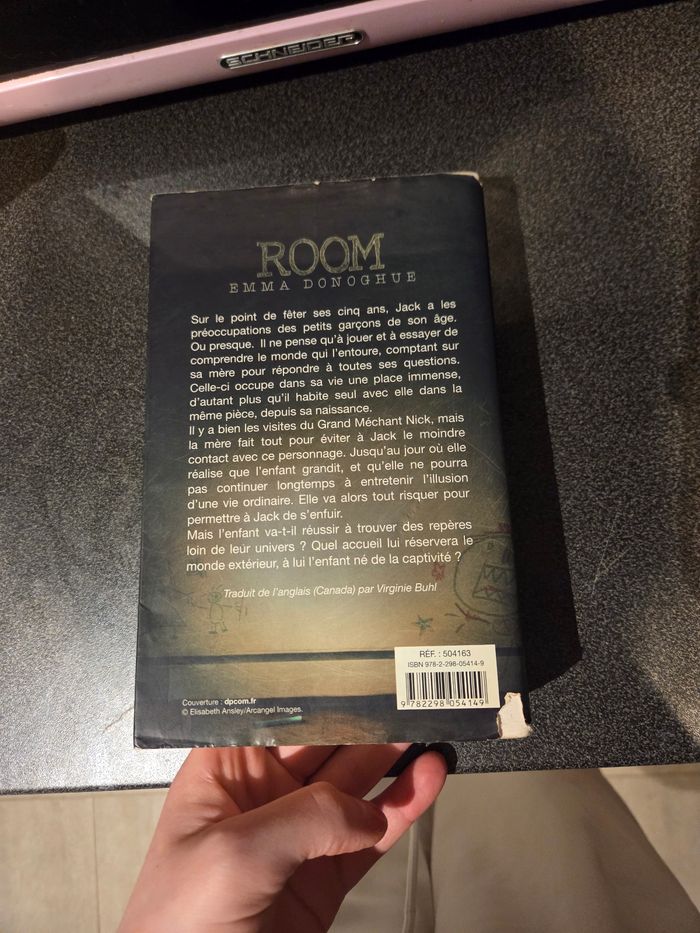 SCHNEIDER
ROOM
EMMA DONOGHUE
Sur le point de fêter ses cinq ans, Jack a les
préoccupations des petits garçons de son âge.
Ou presque. Il ne pense qu'à jouer et à essayer de
comprendre le monde qui l'entoure, comptant sur
sa mère pour répondre à toutes ses questions.
Celle-ci occupe dans sa vie une place immense,
d'autant plus qu'il habite seul avec elle dans la
même pièce, depuis sa naissance.
Il y a bien les visites du Grand Méchant Nick, mais
la mère fait tout pour éviter à Jack le moindre
contact avec ce personnage. Jusqu'au jour où elle
réalise que l'enfant grandit, et qu'elle ne pourra
pas continuer longtemps à entretenir l'illusion
d'une vie ordinaire. Elle va alors tout risquer pour
permettre à Jack de s'enfuir.
Mais l'enfant va-t-il réussir à trouver des repères
loin de leur univers ? Quel accueil lui réservera le
monde extérieur, à lui l'enfant né de la captivité ?
Traduit de l'anglais (Canada) par Virginie Buhl
RÉF. : 504163
ISBN 978-2-298-05414-9
9 782298 054149
Couverture : dpcom.fr
© Elisabeth Ansley/Arcangel Images.